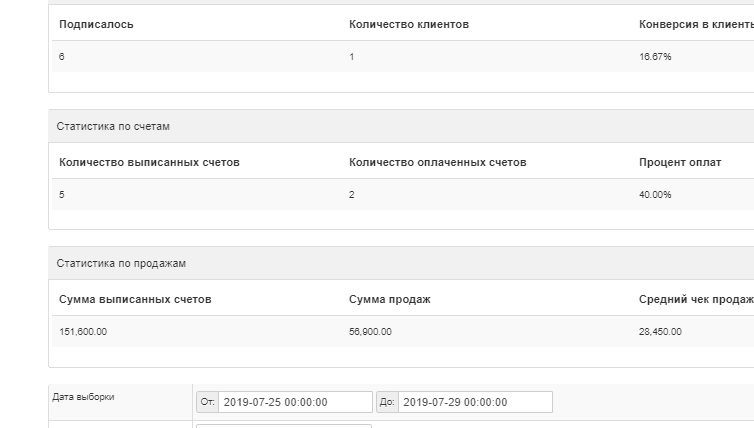 Подписалось Количество клиентов Конверсия в клиенты
6 1 16.67%
Статистика по счетам
Количество выписанных счетов Количество оплаченных счетов Процент оплат
5 2 40.00%
Статистика по продажам
Сумма выписанных счетов Сумма продаж Средний чек продаж
151,600.00 56,900.00 28,450.00
Дата выборки От: 2019-07-25 00:00:00 До: 2019-07-29 00:00:00